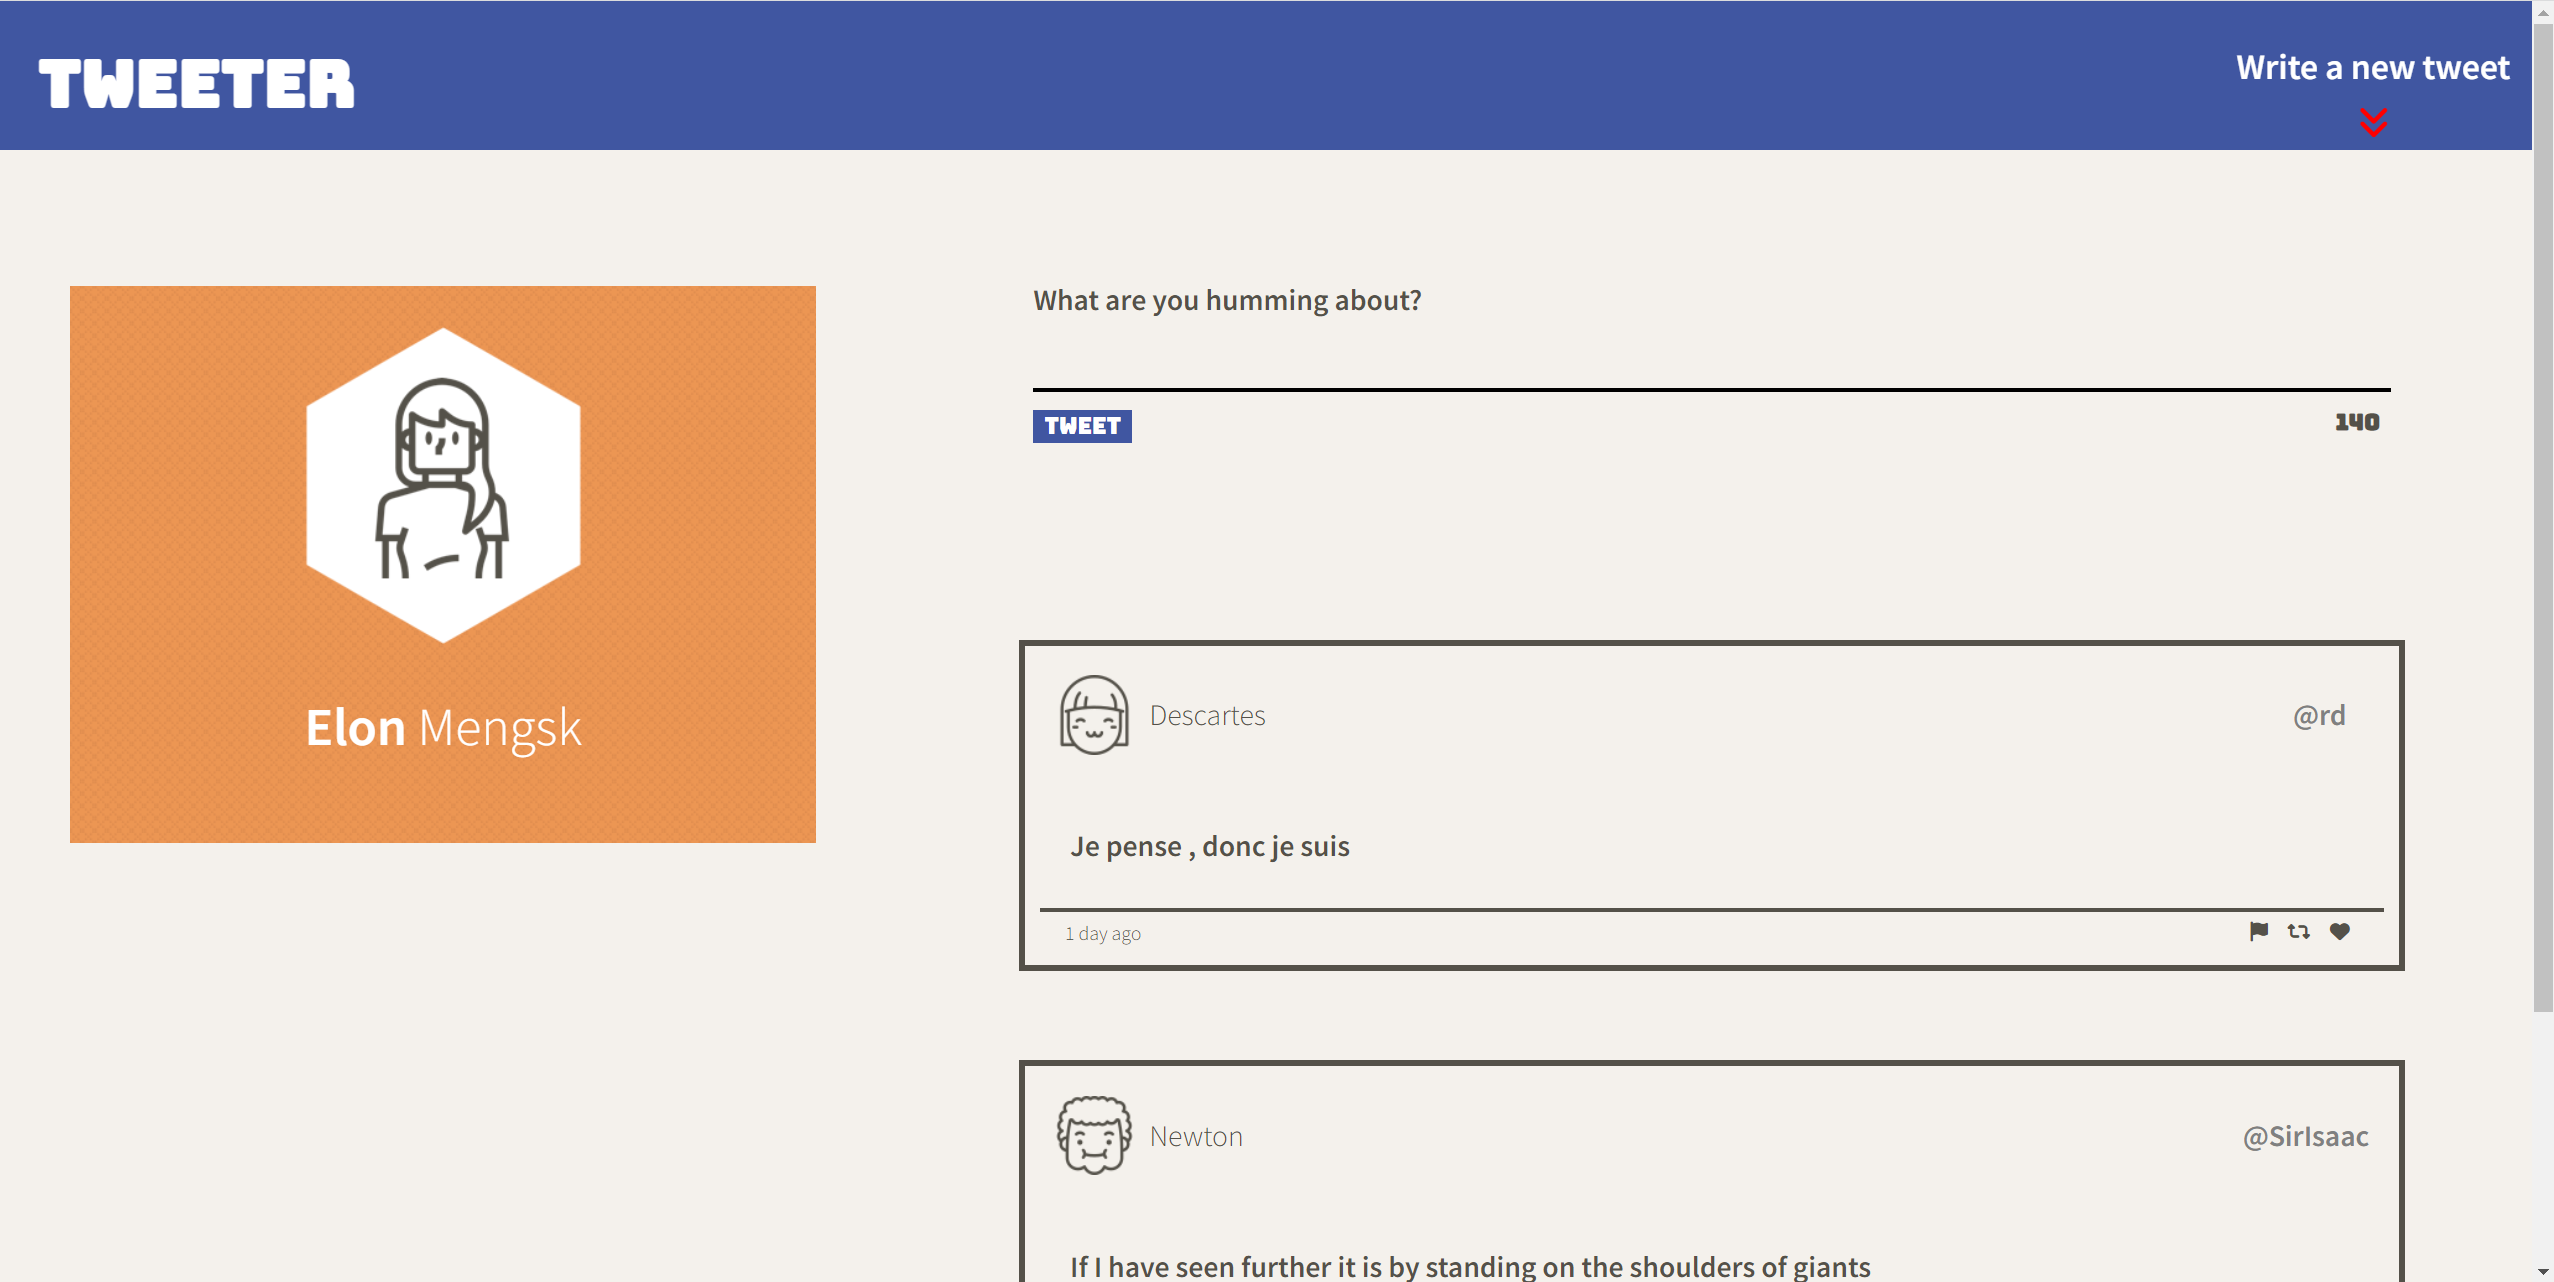 TWEETER
Write a new tweet
Elon Mengsk
What are you humming about?
TWEET
140
Descartes
@rd
Je pense , donc je suis
1 day ago
Newton
@SirIsaac
If I have seen further it is by standing on the shoulders of giants